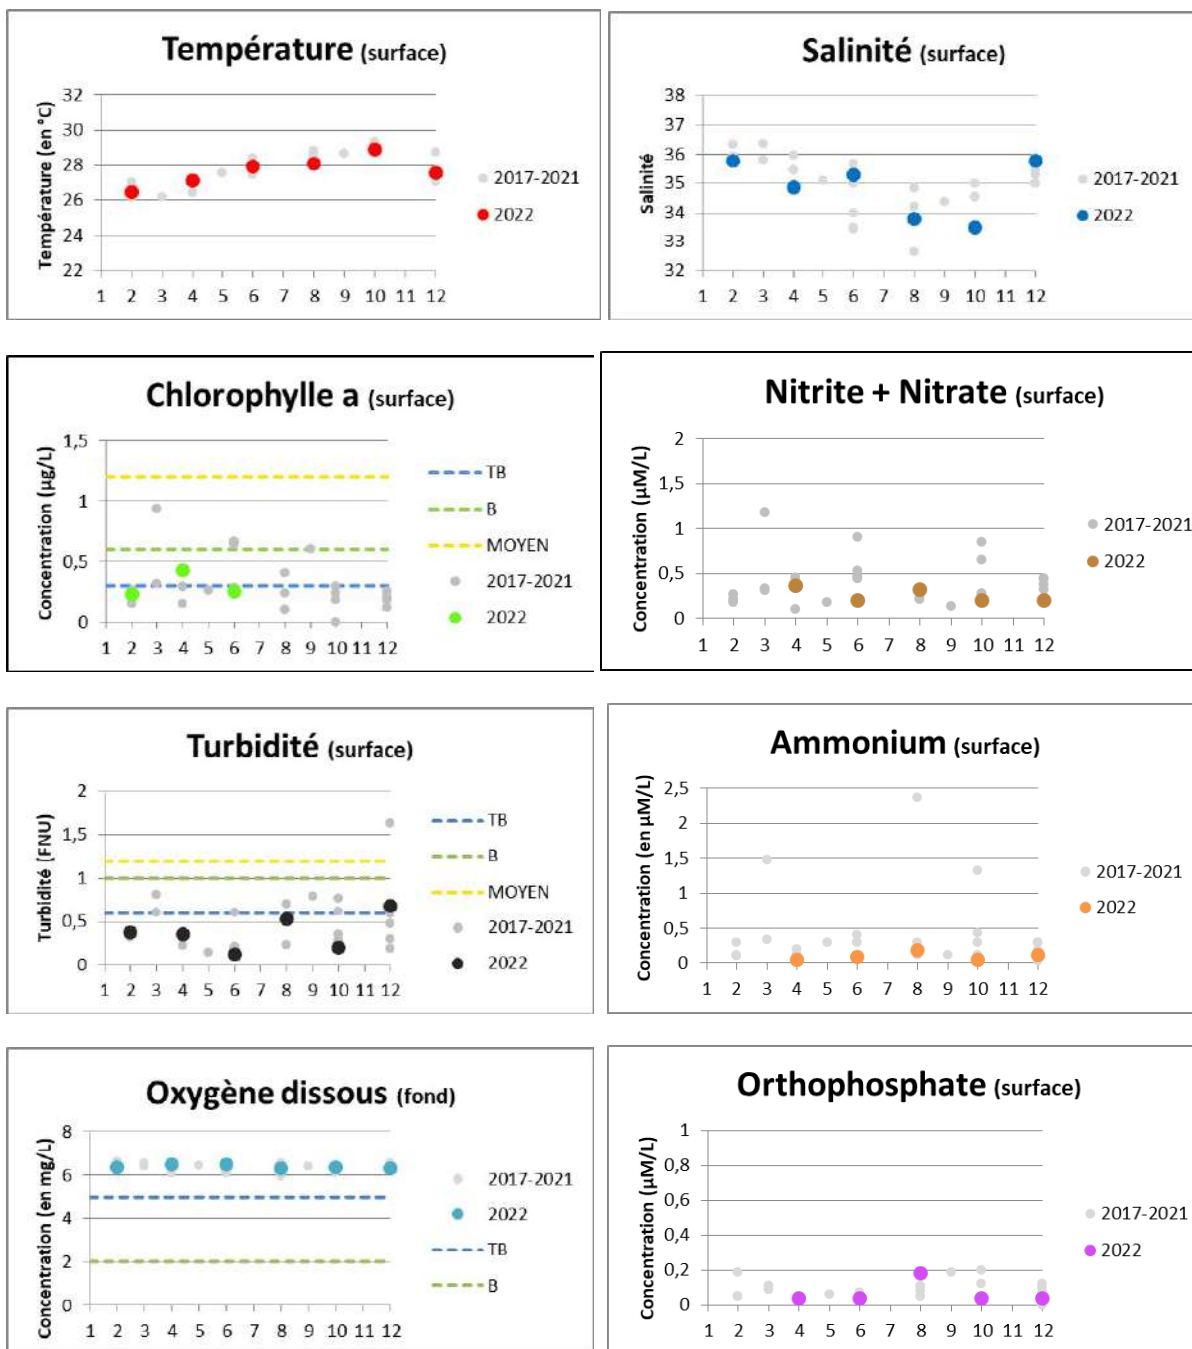 Température (surface)
Température (en °C)
32
30
28
26
24
22
1 2 3 4 5 6 7 8 9 10 11 12
2017-2021
2022
Salinité (surface)
Salinité
38
37
36
35
34
33
32
1 2 3 4 5 6 7 8 9 10 11 12
2017-2021
2022
Chlorophylle a (surface)
Concentration (µg/L)
1,5
1
0,5
0
1 2 3 4 5 6 7 8 9 10 11 12
TB
B
MOYEN
2017-2021
2022
Nitrite + Nitrate (surface)
Concentration (µM/L)
2
1,5
1
0,5
0
1 2 3 4 5 6 7 8 9 10 11 12
2017-2021
2022
Turbidité (surface)
Turbidité (FNU)
2
1,5
1
0,5
0
1 2 3 4 5 6 7 8 9 10 11 12
TB
B
MOYEN
2017-2021
2022
Ammonium (surface)
Concentration (en µM/L)
2,5
2
1,5
1
0,5
0
1 2 3 4 5 6 7 8 9 10 11 12
2017-2021
2022
Oxygène dissous (fond)
Concentration (en mg/L)
8
6
4
2
0
1 2 3 4 5 6 7 8 9 10 11 12
2017-2021
2022
TB
B
Orthophosphate (surface)
Concentration (µM/L)
1
0,8
0,6
0,4
0,2
0
1 2 3 4 5 6 7 8 9 10 11 12
2017-2021
2022